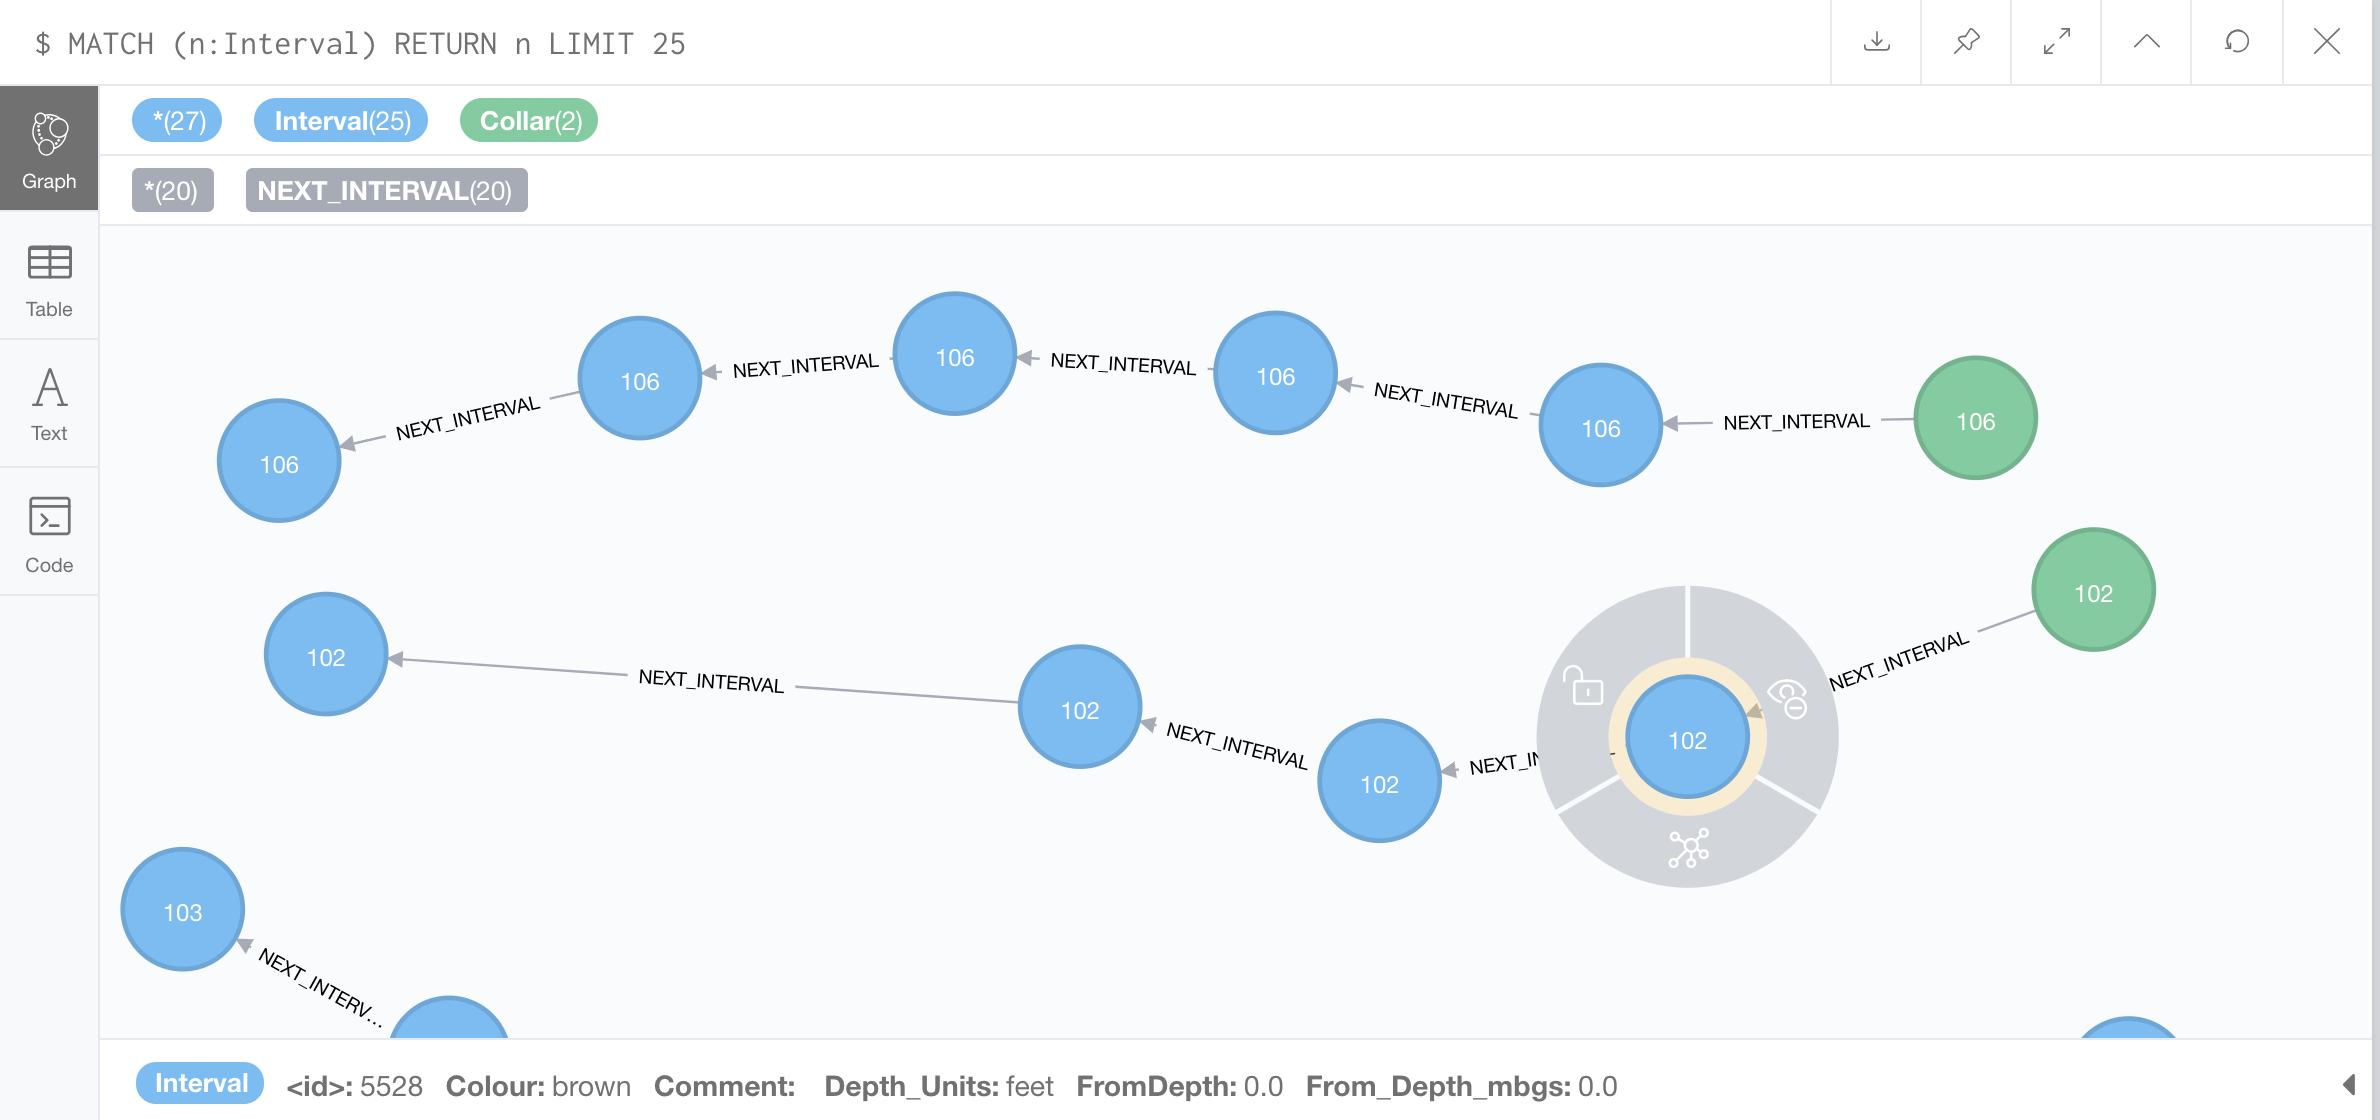 $ MATCH (n:Interval) RETURN n LIMIT 25
*(27) Interval(25) Collar(2)
*(20) NEXT_INTERVAL(20)
Graph
Table
Text
Code
106 NEXT_INTERVAL 106 NEXT_INTERVAL 106 NEXT_INTERVAL 106 NEXT_INTERVAL 106 NEXT_INTERVAL 106
102 NEXT_INTERVAL 102 NEXT_INTERVAL 102 NEXT_IN 102 NEXT_INTERVAL 102
103 NEXT_INTERV...
Interval <id>: 5528 Colour: brown Comment: Depth_Units: feet FromDepth: 0.0 From_Depth_mbgs: 0.0